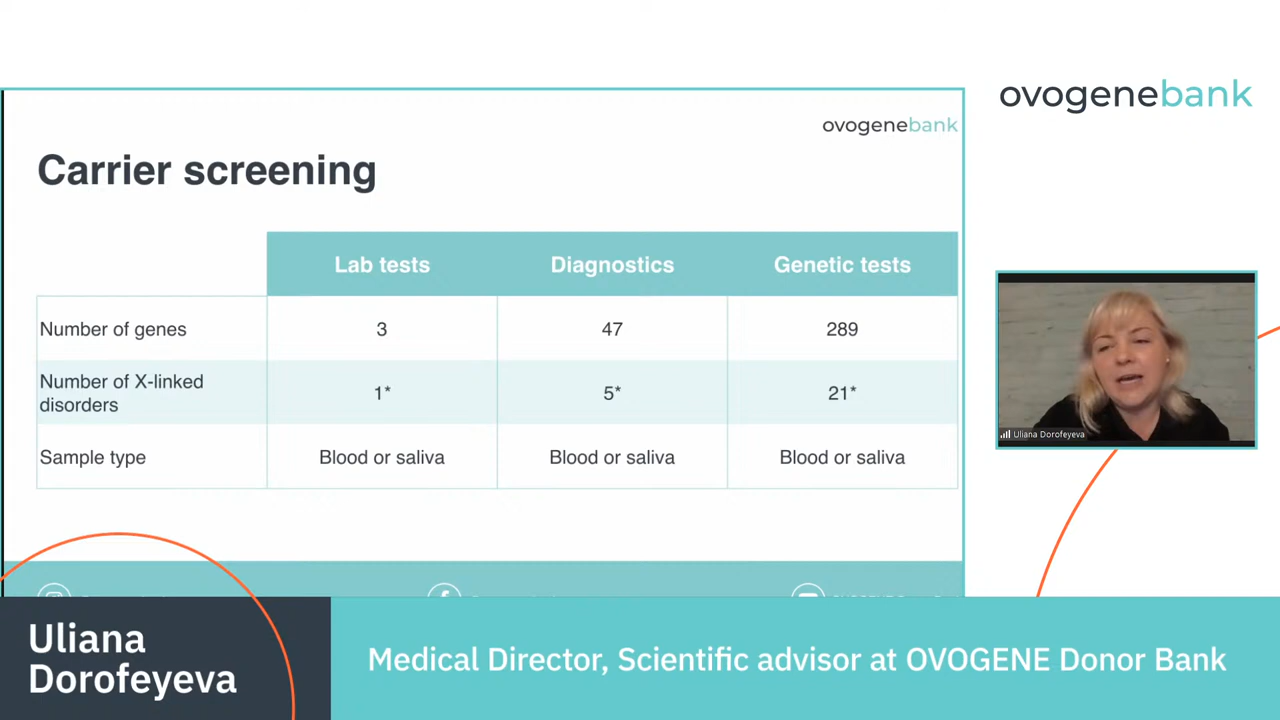 ovogenebank
ovogenebank
Carrier screening
Lab tests Diagnostics Genetic tests
Number of genes 3 47 289
Number of X-linked
disorders 1* 5* 21*
Sample type Blood or saliva Blood or saliva Blood or saliva
Uliana Dorofeyeva
Uliana
Dorofeyeva
Medical Director, Scientific advisor at OVOGENE Donor Bank